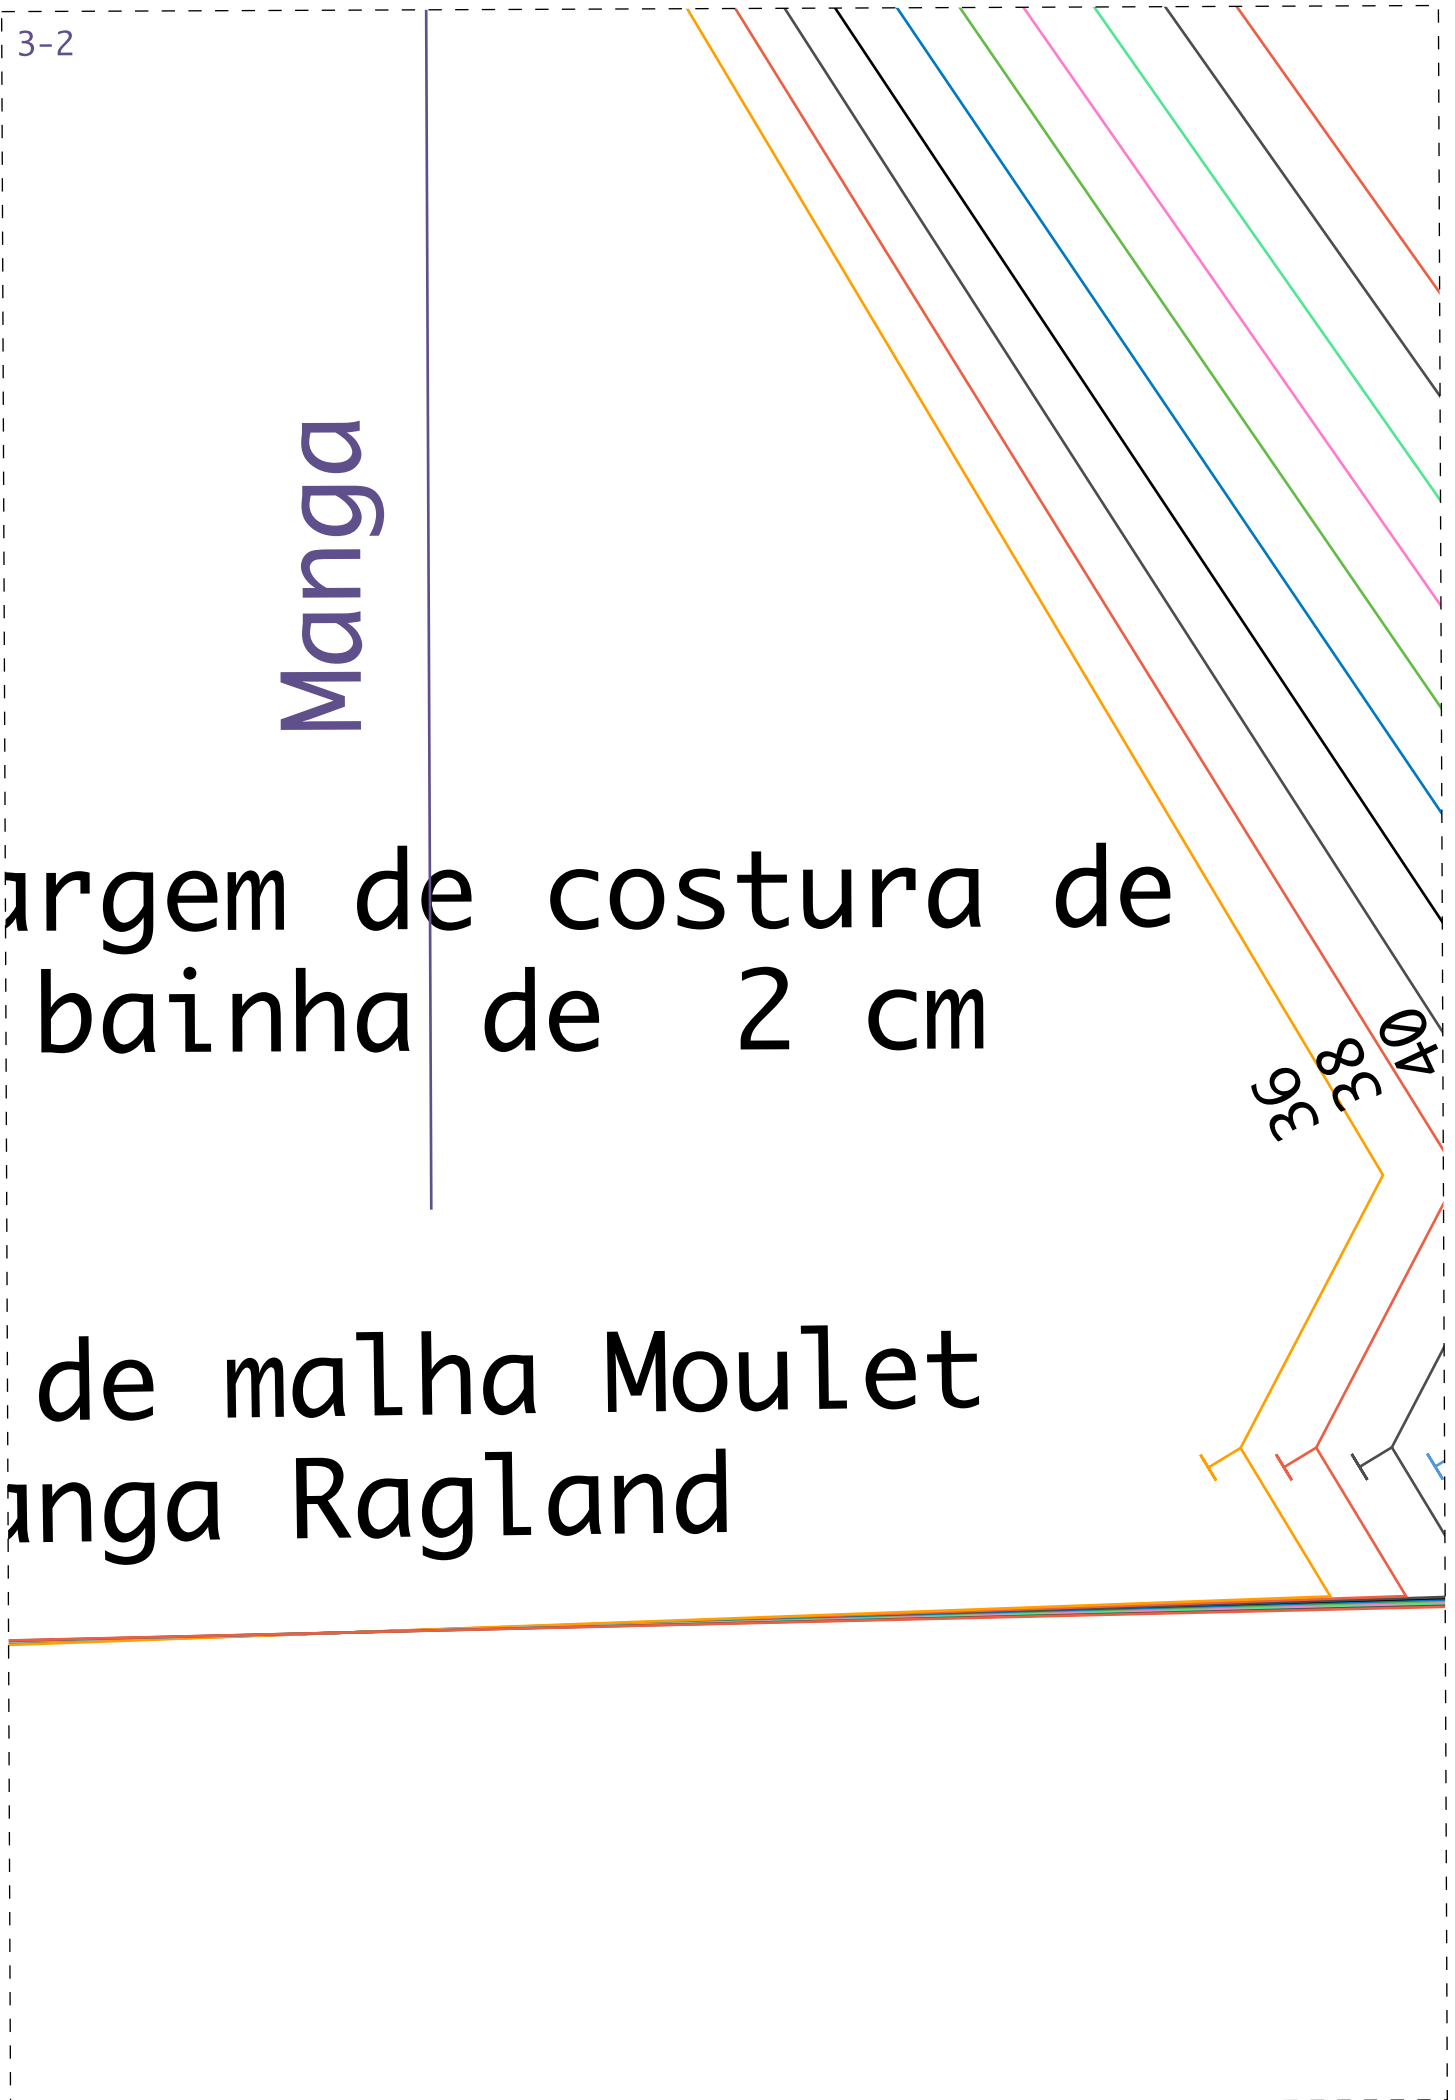 3-2
Manga
argem de costura de
bainha de 2 cm
36
38
40
de malha Moulet
anga Ragland